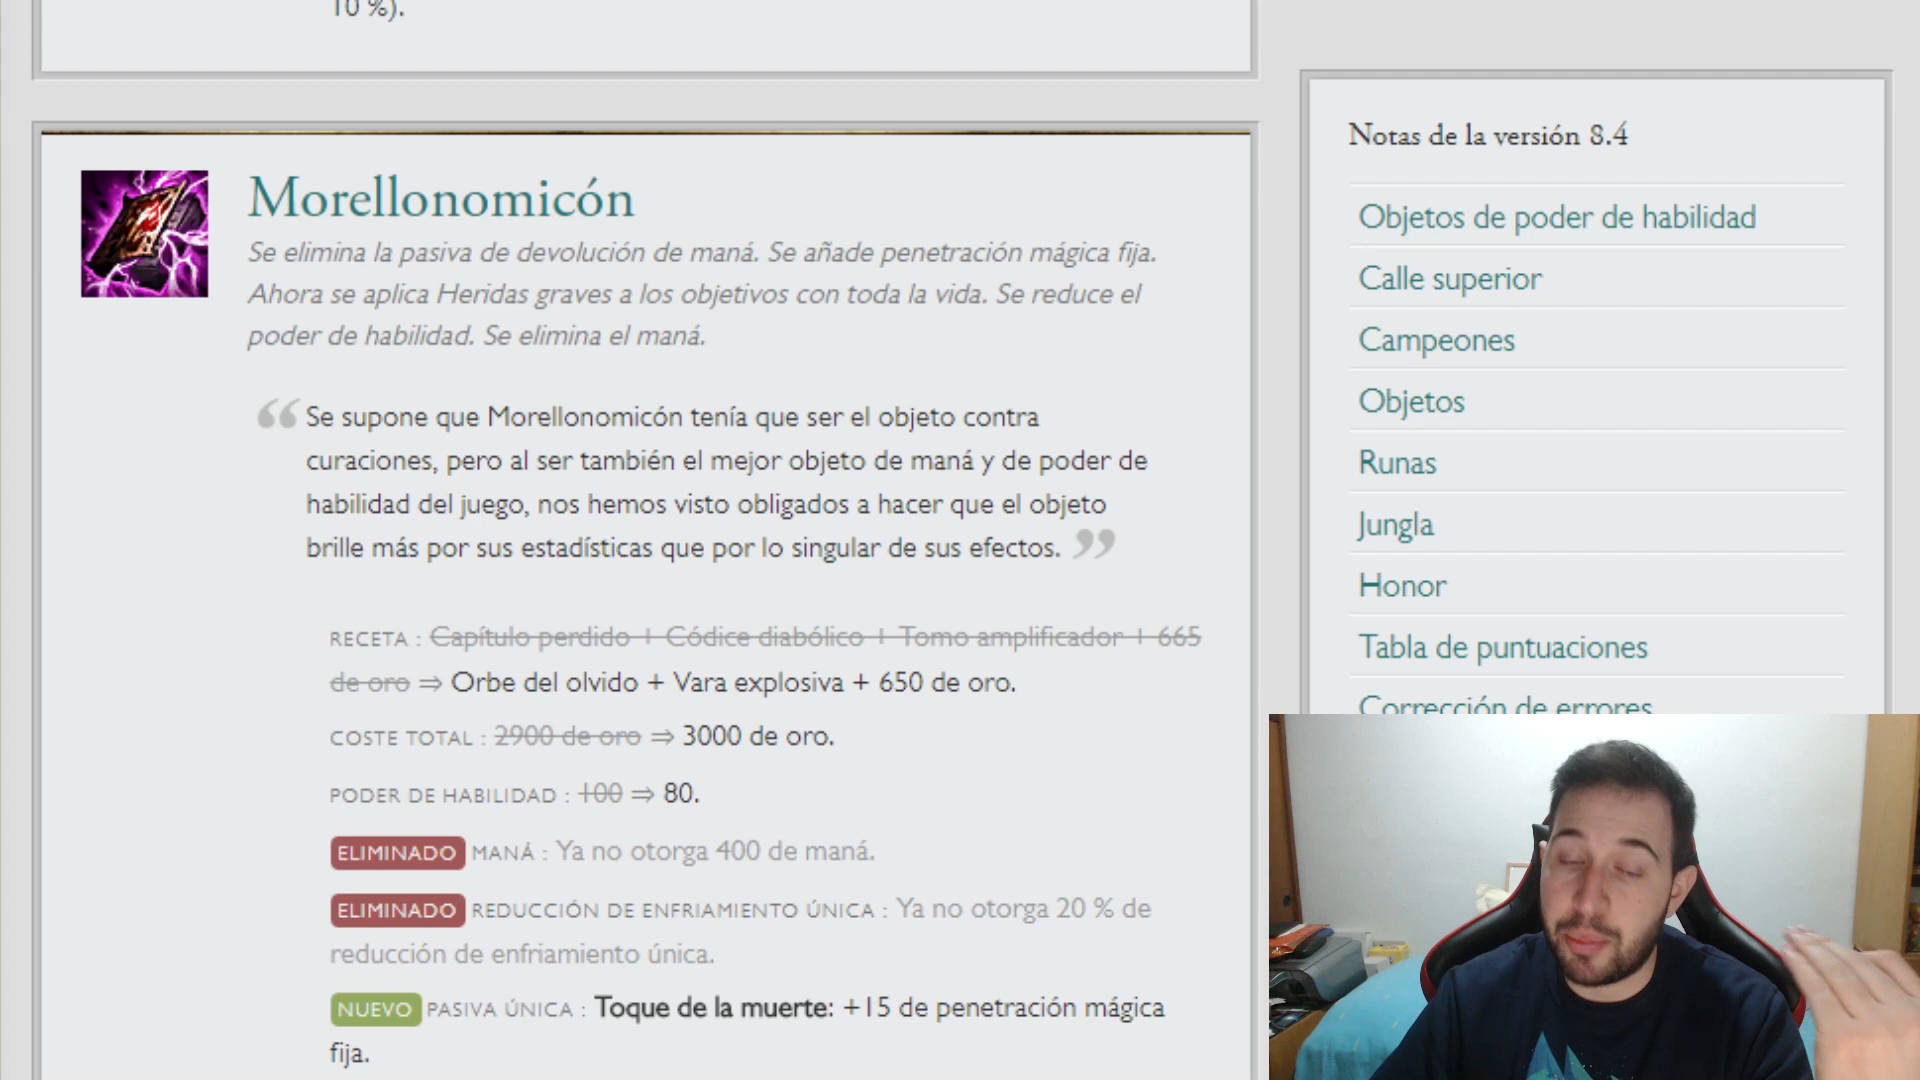 10 %).
Morellonomicón
Se elimina la pasiva de devolución de maná. Se añade penetración mágica fija.
Ahora se aplica Heridas graves a los objetivos con toda la vida. Se reduce el
poder de habilidad. Se elimina el maná.
“ Se supone que Morellonomicón tenía que ser el objeto contra
curaciones, pero al ser también el mejor objeto de maná y de poder de
habilidad del juego, nos hemos visto obligados a hacer que el objeto
brille más por sus estadísticas que por lo singular de sus efectos. ”
RECETA : Capítulo perdido + Códice diabólico + Tomo amplificador + 665
de oro ⇒ Orbe del olvido + Vara explosiva + 650 de oro.
COSTE TOTAL : 2900 de oro ⇒ 3000 de oro.
PODER DE HABILIDAD : 100 ⇒ 80.
ELIMINADO MANÁ : Ya no otorga 400 de maná.
ELIMINADO REDUCCIÓN DE ENFRIAMIENTO ÚNICA : Ya no otorga 20 % de
reducción de enfriamiento única.
NUEVO PASIVA ÚNICA : Toque de la muerte: +15 de penetración mágica
fija.
Notas de la versión 8.4
Objetos de poder de habilidad
Calle superior
Campeones
Objetos
Runas
Jungla
Honor
Tabla de puntuaciones
Corrección de errores